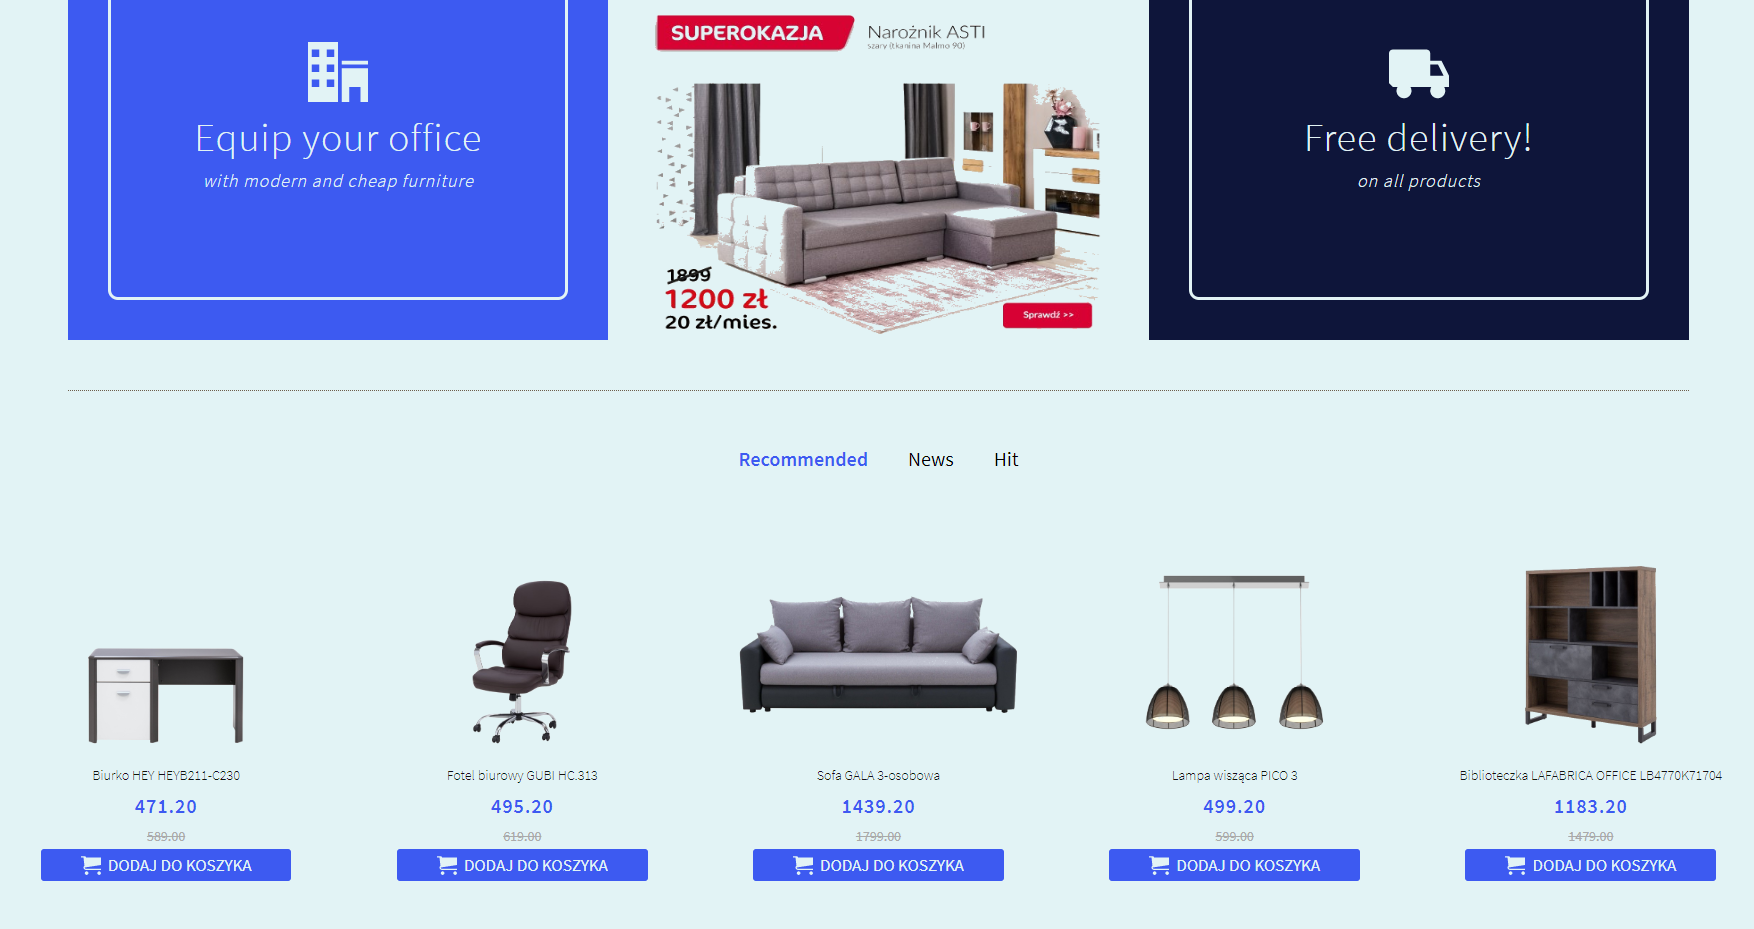 Equip your office
with modern and cheap furniture
SUPEROKAZJA
Narożnik ASTI
szary (tkanina Malmo 90)
1899
1200 zł
20 zł/mies.
Sprawdź >>
Free delivery!
on all products
Recommended
News
Hit
Biurko HEY HEYB211-C230
471.20
589.00
DODAJ DO KOSZYKA
Fotel biurowy GUBI HC.313
495.20
619.00
DODAJ DO KOSZYKA
Sofa GALA 3-osobowa
1439.20
1799.00
DODAJ DO KOSZYKA
Lampa wisząca PICO 3
499.20
599.00
DODAJ DO KOSZYKA
Biblioteczka LAFABRICA OFFICE LB4770K71704
1183.20
1479.00
DODAJ DO KOSZYKA